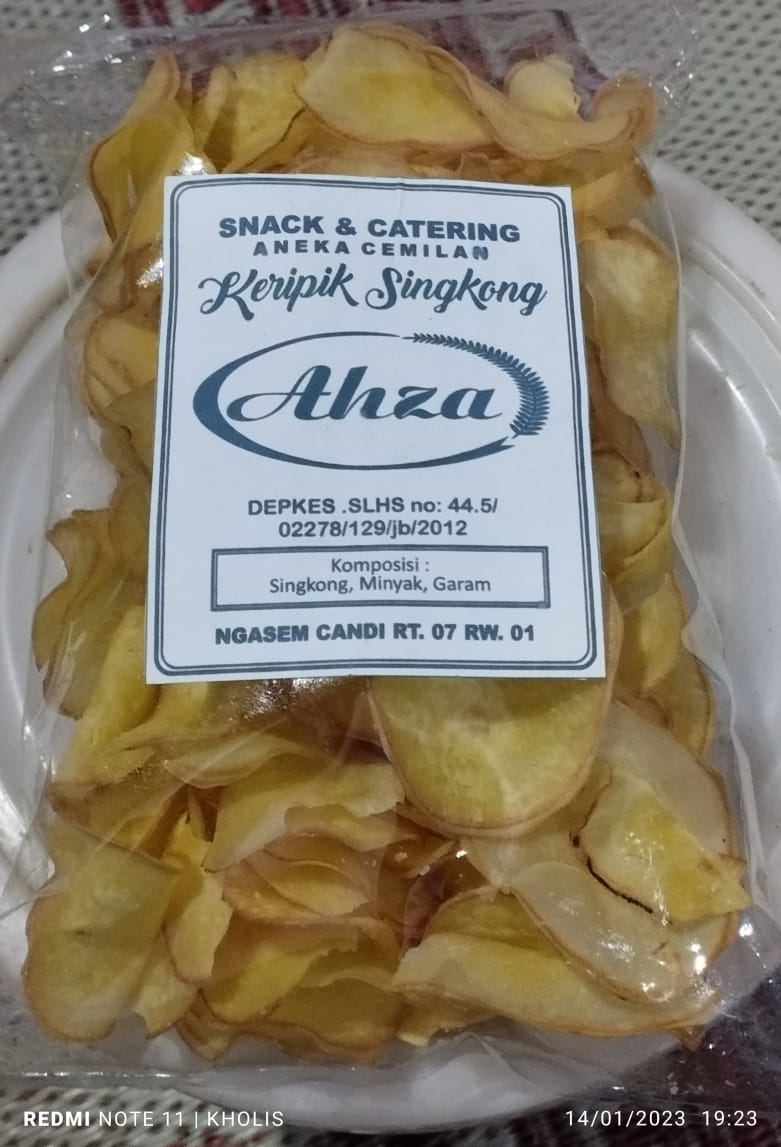 SNACK & CATERING
ANEKA CEMILAN
Keripik Singkong
Ahza
DEPKES .SLHS no: 44.5/
02278/129/jb/2012
Komposisi :
Singkong, Minyak, Garam
NGASEM CANDI RT. 07 RW. 01
REDMI NOTE 11 | KHOLIS
14/01/2023 19:23